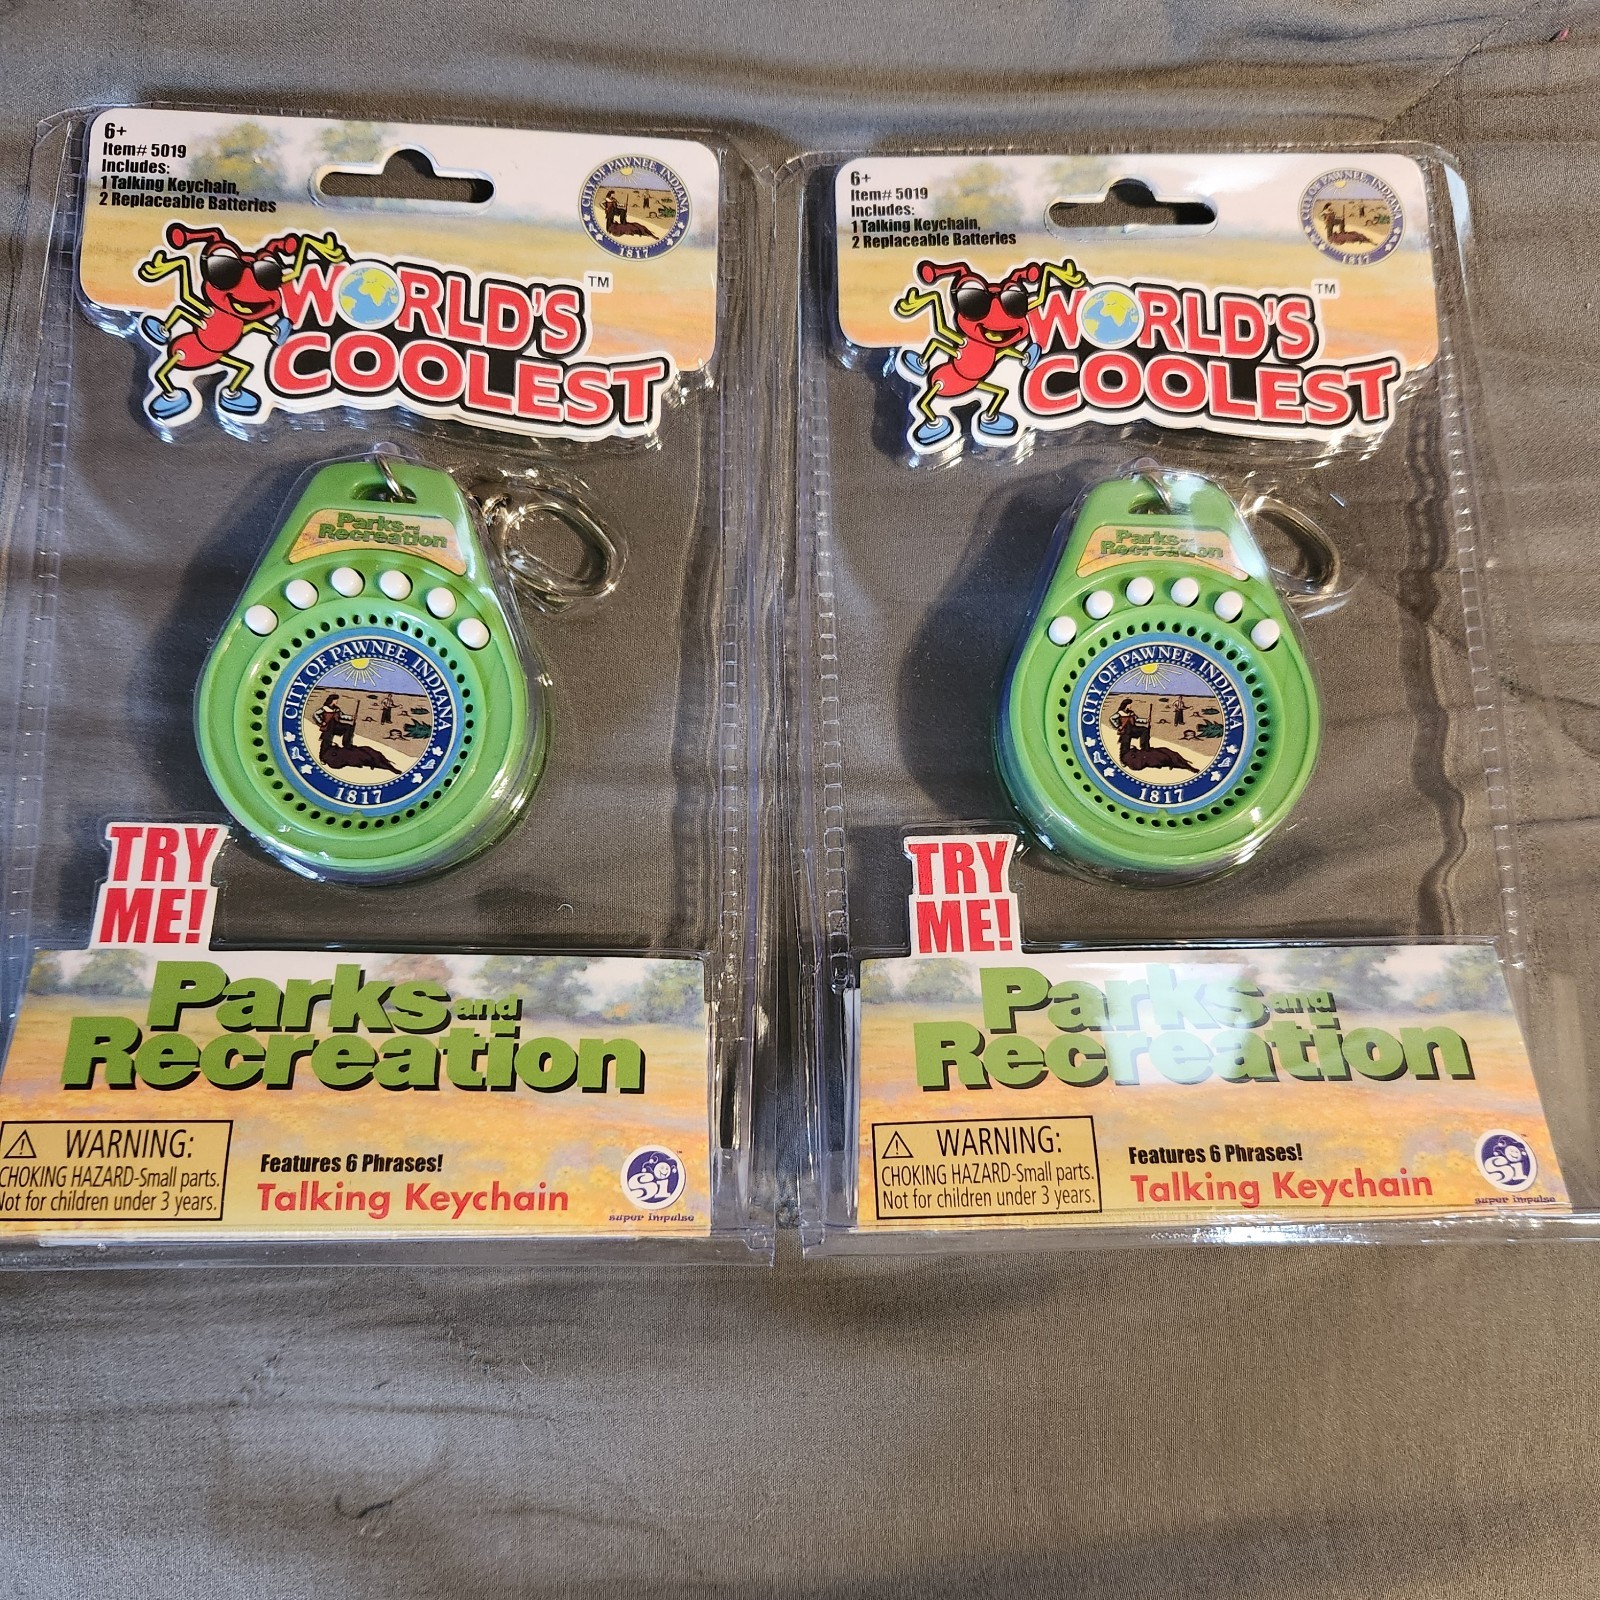 6+
Item# 5019
Includes:
1 Talking Keychain,
2 Replaceable Batteries
CITY OF PAWNEE, INDIANA
1817
WORLD'S™
COOLEST
Parks and
Recreation
CITY OF PAWNEE, INDIANA
1817
TRY
ME!
Parks and
Recreation
WARNING:
CHOKING HAZARD-Small parts.
Not for children under 3 years.
Features 6 Phrases!
Talking Keychain
Si
super impulse
6+
Item# 5019
Includes:
1 Talking Keychain,
2 Replaceable Batteries
CITY OF PAWNEE, INDIANA
1817
WORLD'S™
COOLEST
Parks and
Recreation
CITY OF PAWNEE, INDIANA
1817
TRY
ME!
Parks and
Recreation
WARNING:
CHOKING HAZARD-Small parts.
Not for children under 3 years.
Features 6 Phrases!
Talking Keychain
Si
super impulse